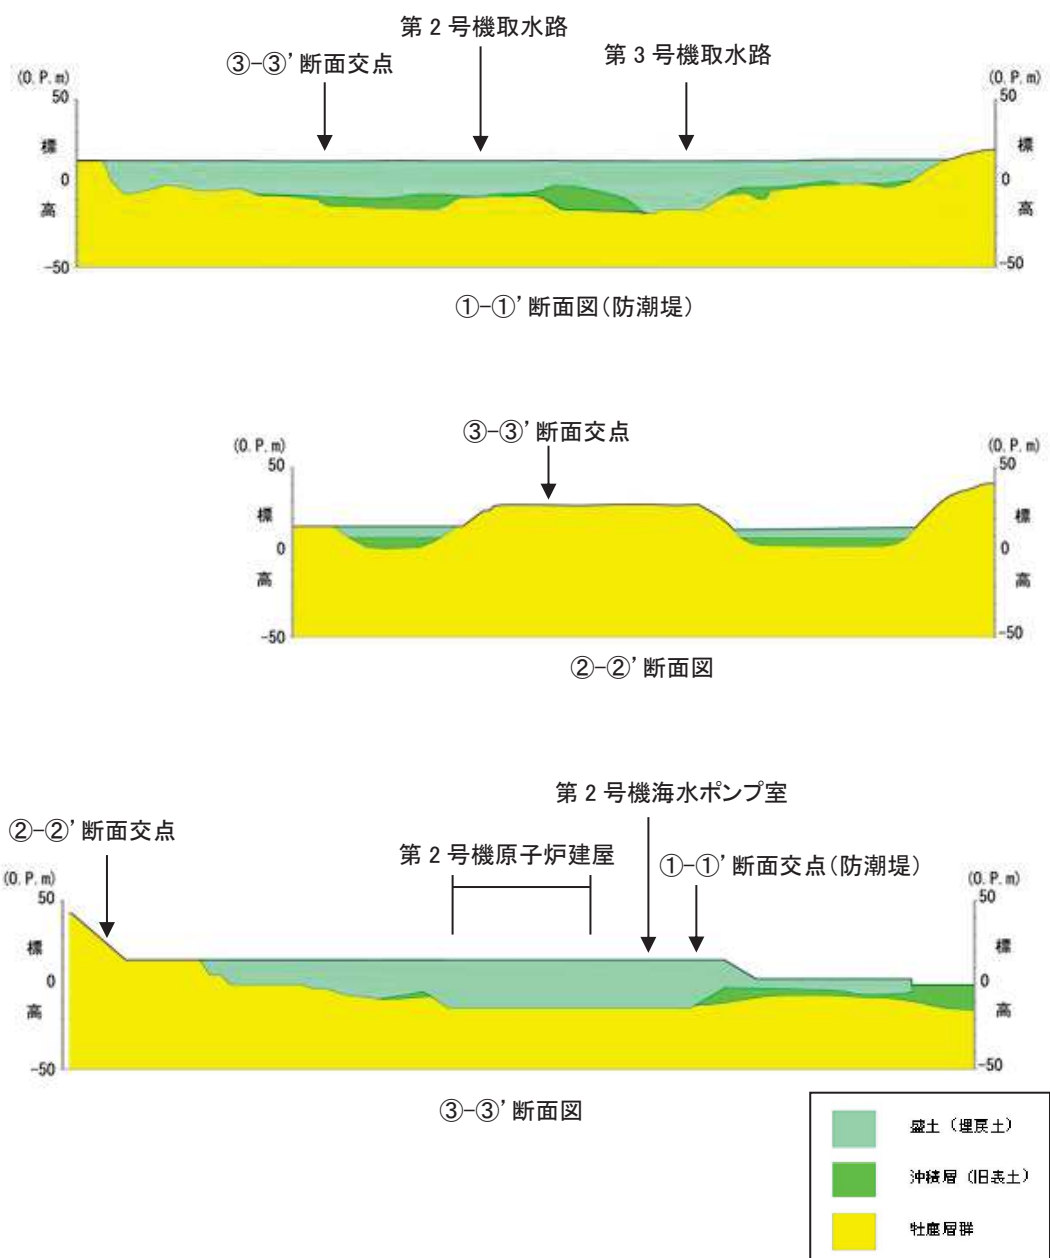 第2号機取水路
③-③’断面交点
第3号機取水路
(O.P.m)
(O.P.m)
50
50
標
標
0
0
高
高
-50
-50
①-①’断面図(防潮堤)
③-③’断面交点
(O.P.m)
(O.P.m)
50
50
標
標
0
0
高
高
-50
-50
②-②’断面図
第2号機海水ポンプ室
②-②’断面交点
第2号機原子炉建屋
①-①’断面交点(防潮堤)
(O.P.m)
(O.P.m)
50
50
標
標
0
0
高
高
-50
-50
③-③’断面図
盛土(埋戻土)
沖積層(旧表土)
牡鹿層群